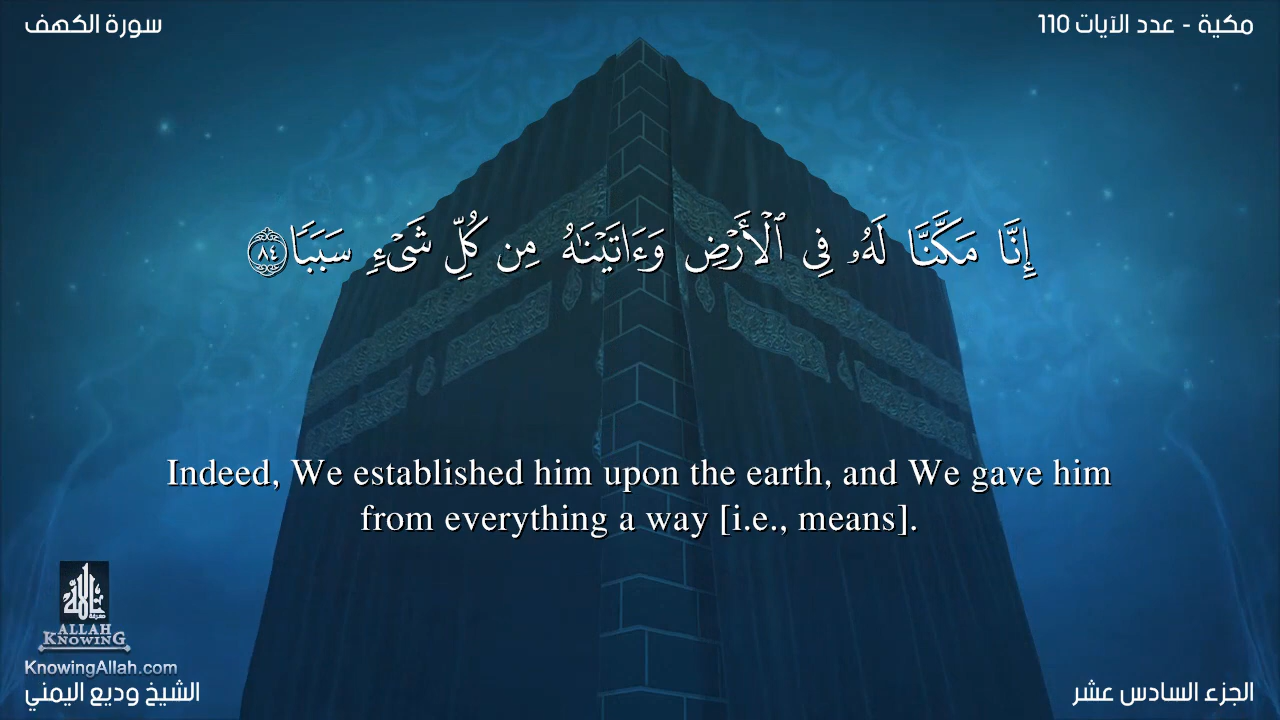 سورة الكهف
مكية - عدد الآيات 110
إِنَّا مَكَّنَّا لَهُۥ فِى ٱلْأَرْضِ وَءَاتَيْنَٰهُ مِن كُلِّ شَىْءٍۢ سَبَبًۭا ٨٤
Indeed, We established him upon the earth, and We gave him
from everything a way [i.e., means].
ALLAH
KNOWING
KnowingAllah.com
الشيخ وديع اليمني
الجزء السادس عشر